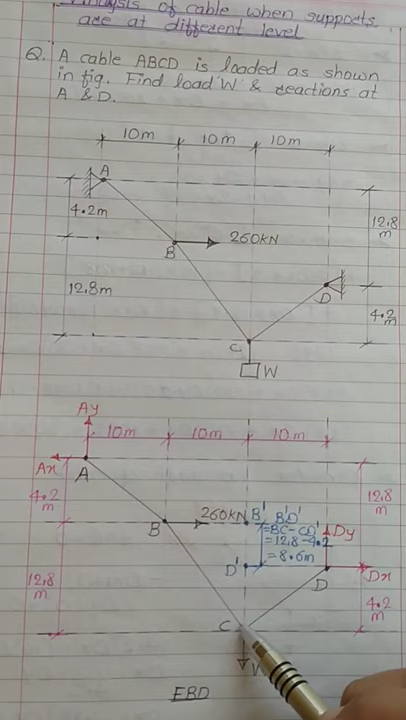 Analysis of cable when supports
are at different level
Q. A cable ABCD is loaded as shown
in fig. Find load W & reactions at
A & D.
10m 10m 10m
A
4.2m
12.8
m
260KN
B
12.8m
D
4.2
m
C
W
Ay
10m 10m 10m
Ax
A
4.2
m
12.8
m
260KN B' B'D'
B
=B'C-CD'
=12.8-4.2
=8.6m
Dy
D'
D
Dx
12.8
m
4.2
m
C
FBD